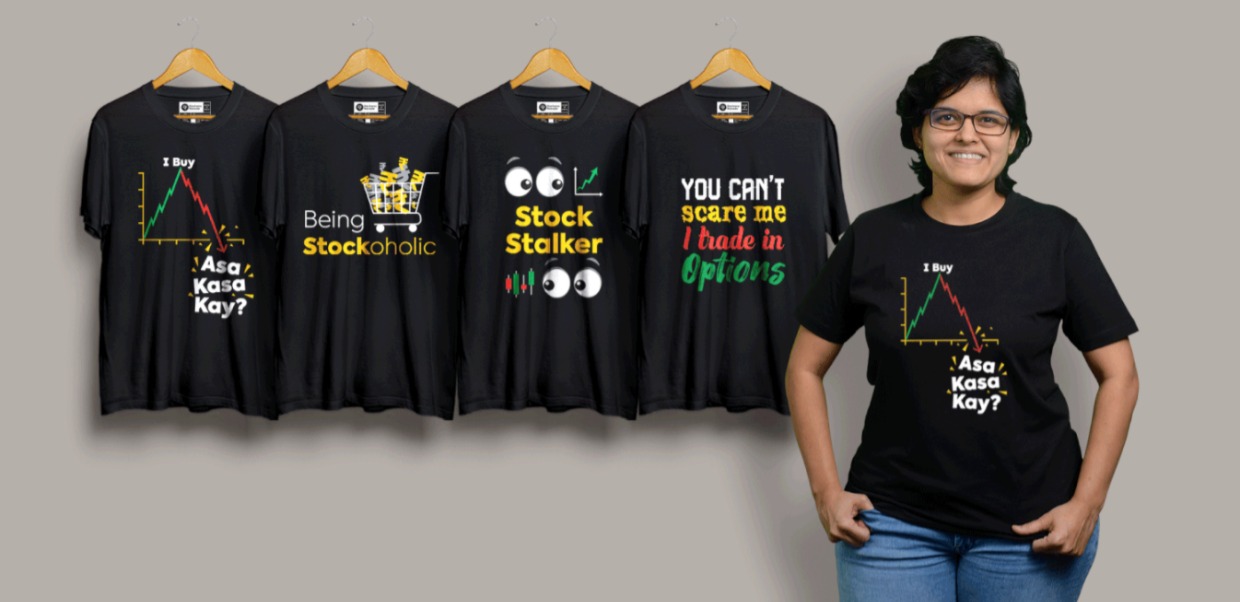 I Buy
Asa
Kasa
Kay?
Being
Stockoholic
Stock
Stalker
YOU CAN'T
scare me
I trade in
Options
I Buy
Asa
Kasa
Kay?